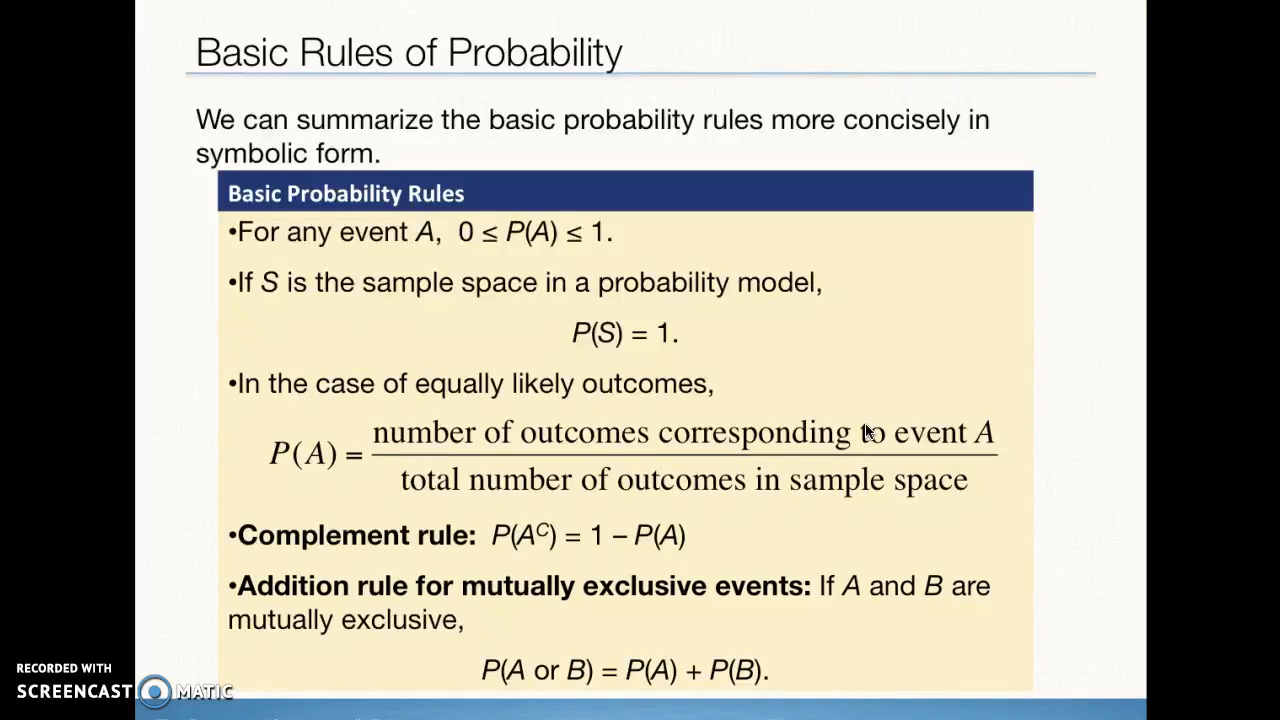 Basic Rules of Probability
We can summarize the basic probability rules more concisely in
symbolic form.
Basic Probability Rules
•For any event A, 0 ≤ P(A) ≤ 1.
•If S is the sample space in a probability model,
P(S) = 1.
•In the case of equally likely outcomes,
P(A) = number of outcomes corresponding to event A
total number of outcomes in sample space
•Complement rule: P(Aᶜ) = 1 – P(A)
•Addition rule for mutually exclusive events: If A and B are
mutually exclusive,
P(A or B) = P(A) + P(B).
RECORDED WITH
SCREENCAST MATIC